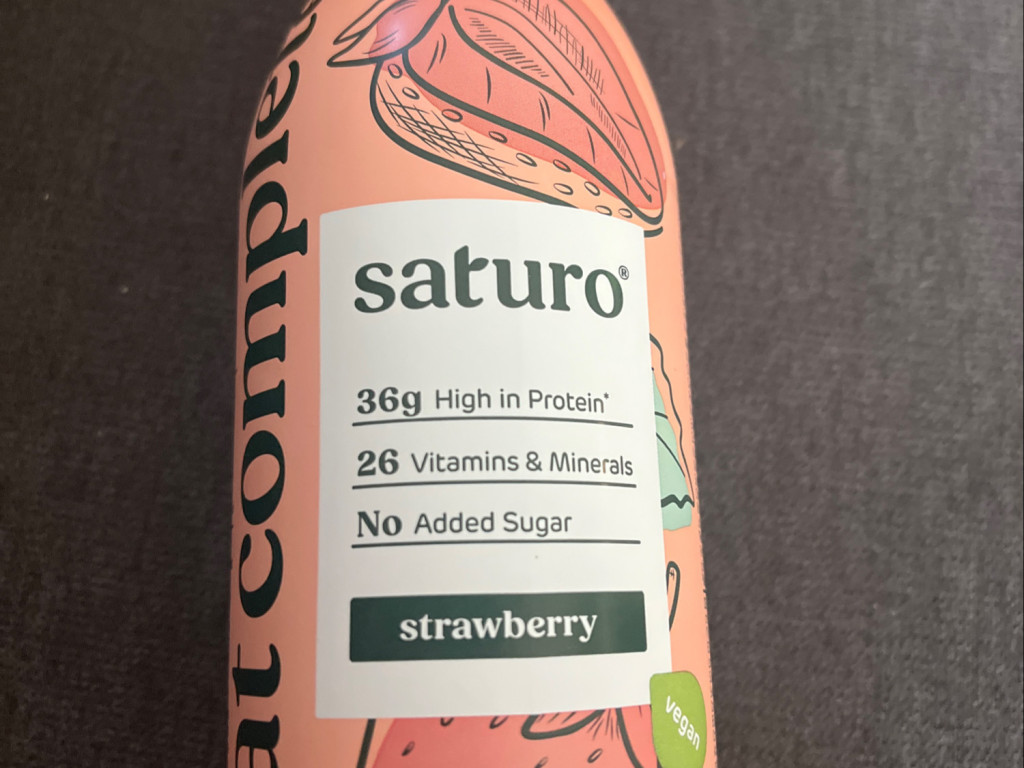 saturo®
36g High in Protein*
26 Vitamins & Minerals
No Added Sugar
strawberry
vegan